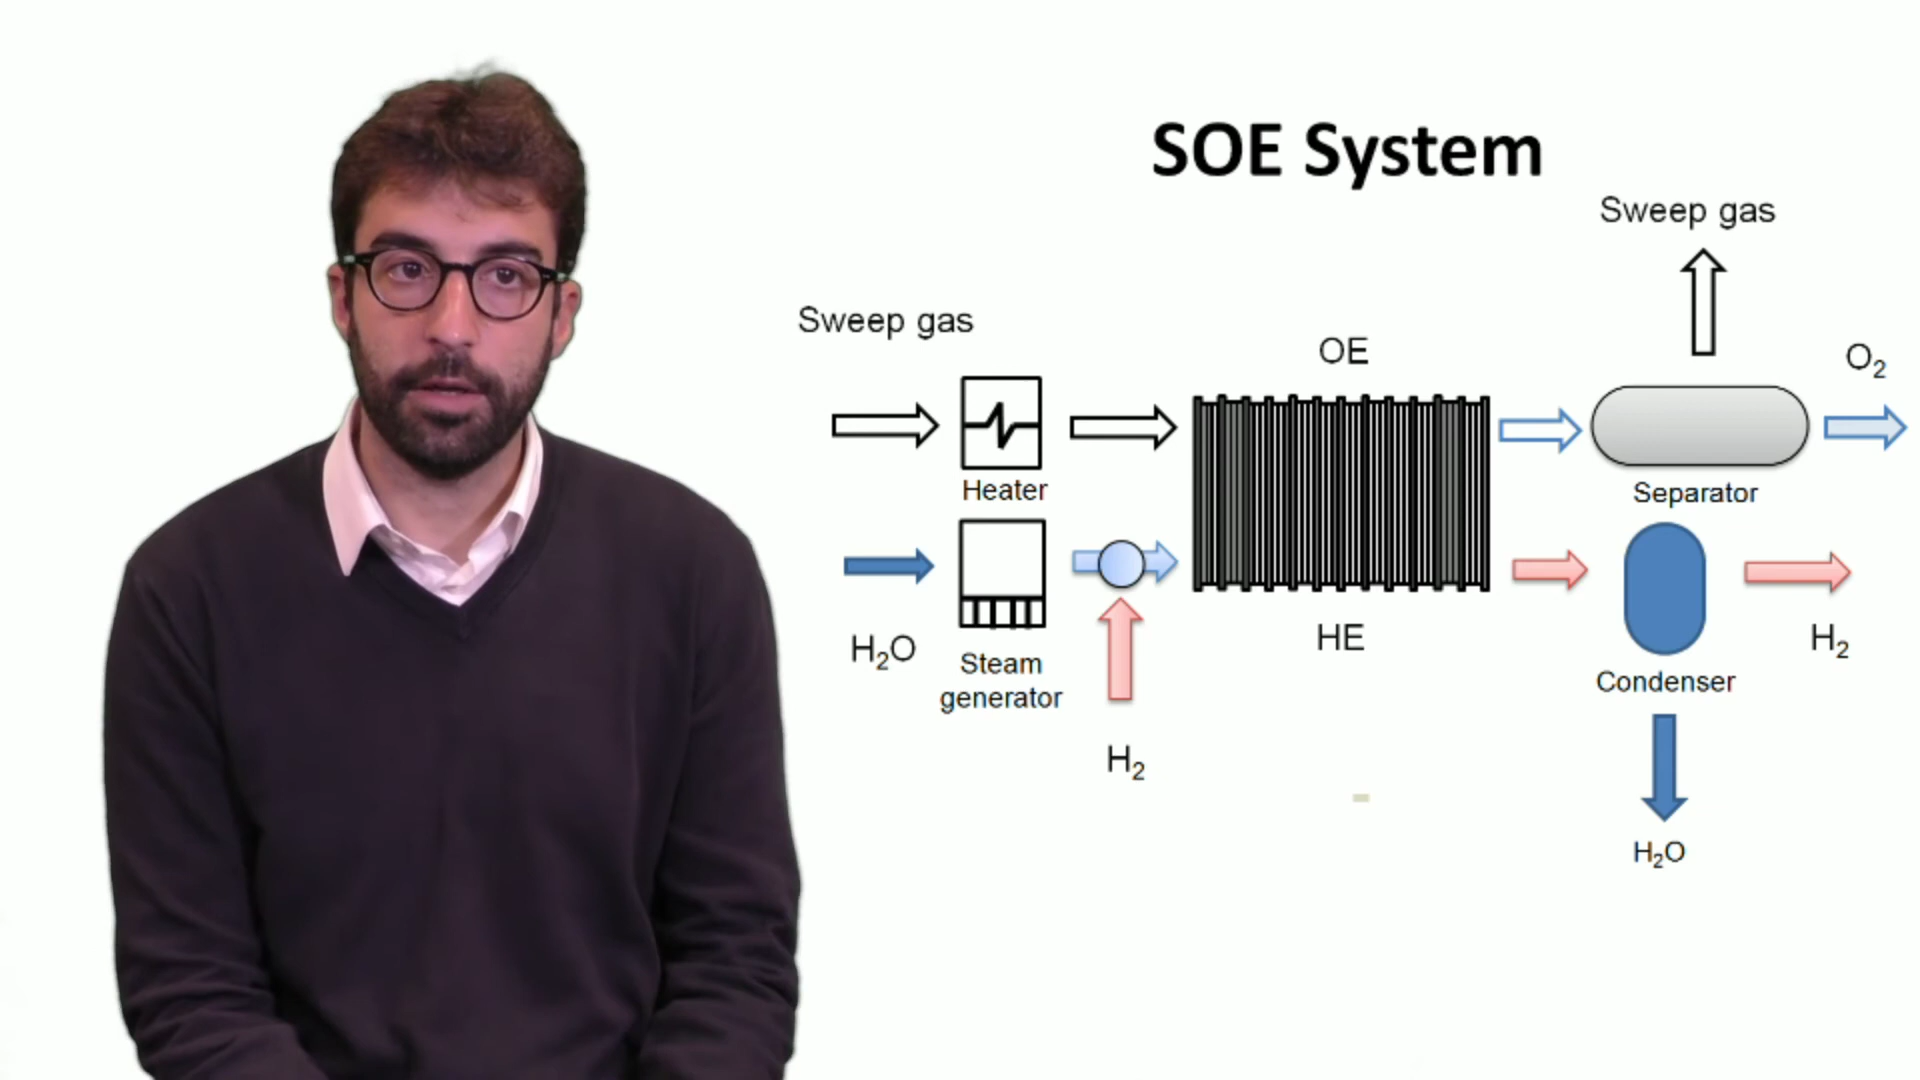 SOE System
Sweep gas
Sweep gas
OE
O₂
Heater
Separator
H₂O
Steam
generator
HE
H₂
Condenser
H₂
H₂O